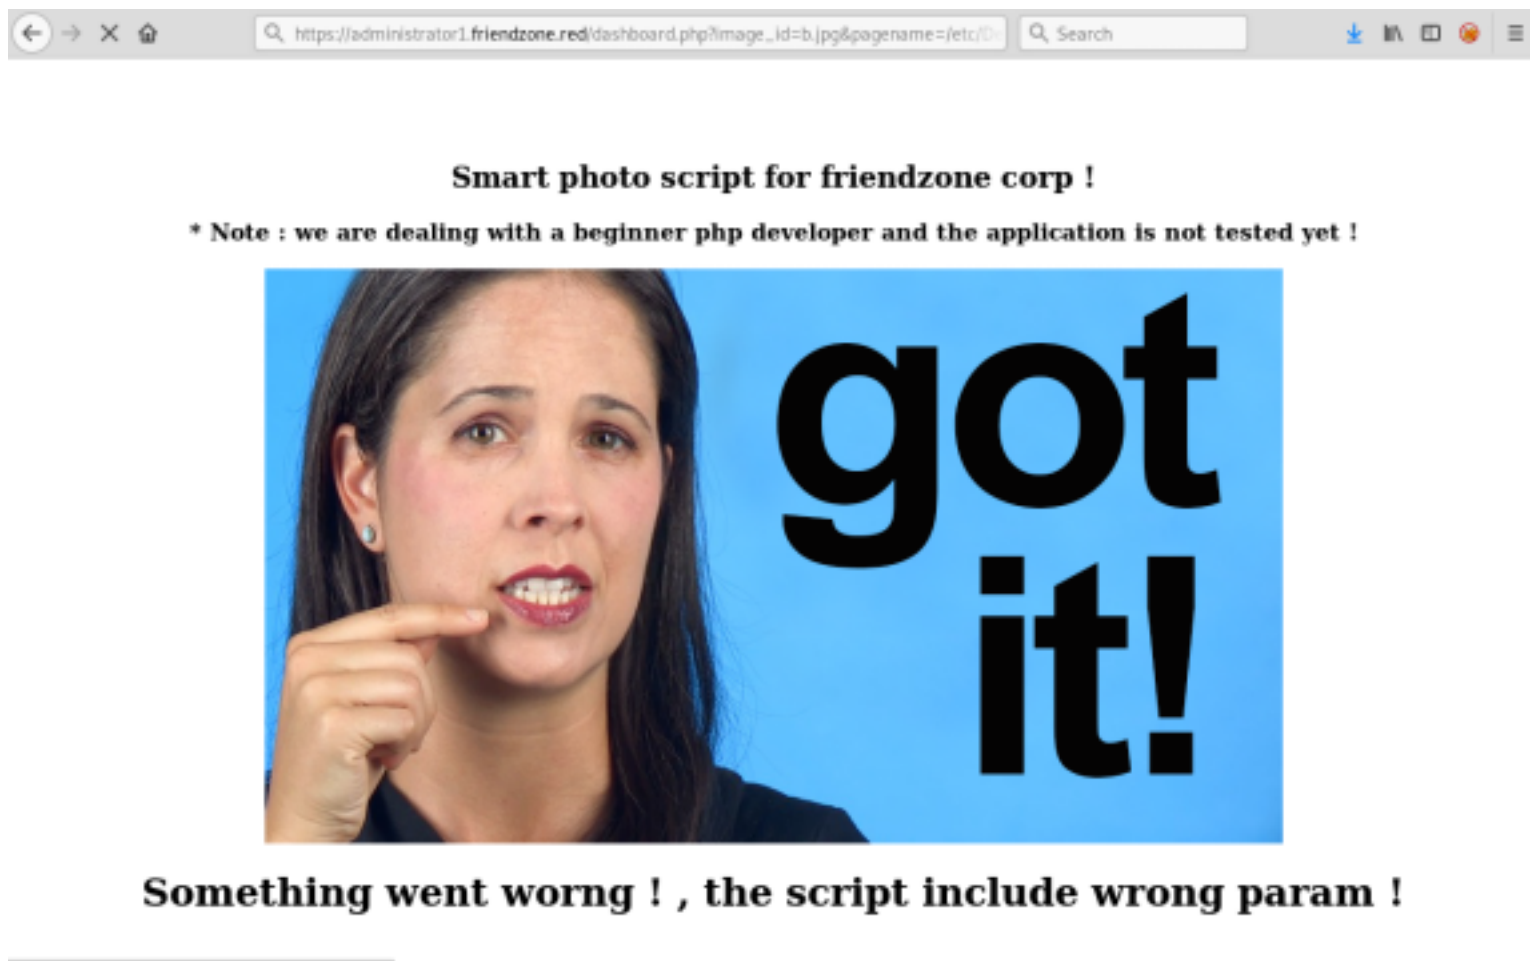 https://administrator1.friendzone.red/dashboard.php?image_id=b.jpg&pagename=/etc/De
Search
Smart photo script for friendzone corp !
* Note : we are dealing with a beginner php developer and the application is not tested yet !
got
it!
Something went worng ! , the script include wrong param !